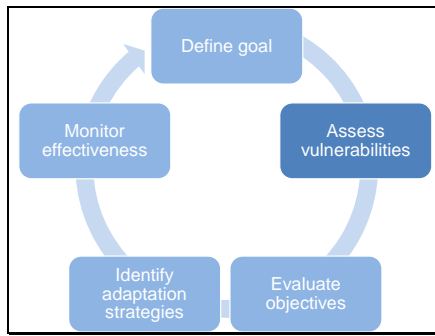 Define goal
Assess
vulnerabilities
Evaluate
objectives
Identify
adaptation
strategies
Monitor
effectiveness